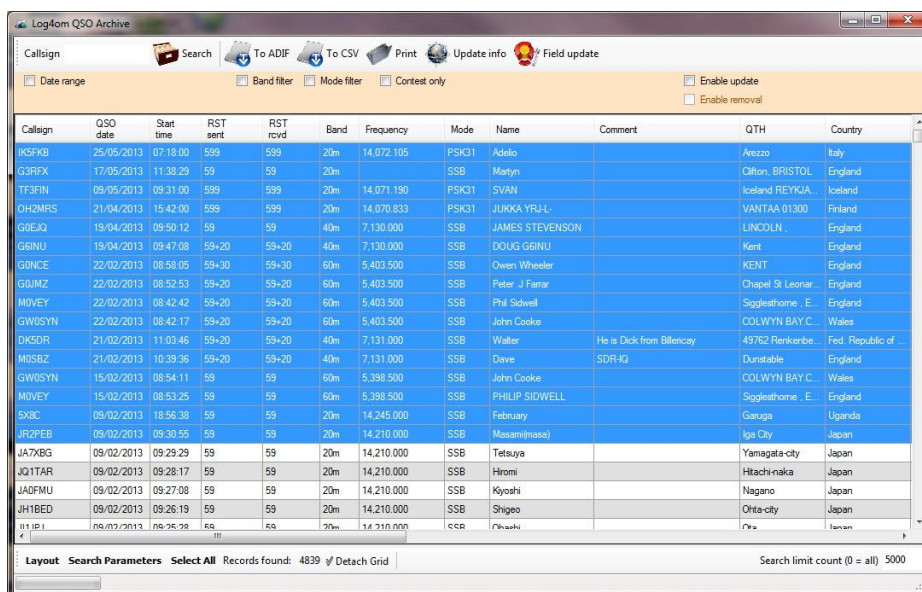 Log4om QSO Archive
Callsign Search To ADIF To CSV Print Update info Field update
Date range Band filter Mode filter Contest only Enable update
Enable removal
Callsign QSO date Start time RST sent RST rcvd Band Frequency Mode Name Comment QTH Country
IK5FKB 25/05/2013 07:18:00 599 599 20m 14,072.105 PSK31 Adelio Arezzo Italy
G3RFX 17/05/2013 11:38:29 59 59 20m SSB Martyn Clifton, BRISTOL England
TF3FIN 09/05/2013 09:31:00 599 599 20m 14,071.190 PSK31 SVAN Iceland REYKJA... Iceland
OH2MRS 21/04/2013 15:42:00 599 599 20m 14,070.833 PSK31 JUKKA YRJ-L- VANTAA 01300 Finland
G0EJQ 19/04/2013 09:50:12 59 59 40m 7,130.000 SSB JAMES STEVENSON LINCOLN , England
G6INU 19/04/2013 09:47:08 59+20 59+20 40m 7,130.000 SSB DOUG G6INU Kent England
G0NCE 22/02/2013 08:58:05 59+30 59+30 60m 5,403.500 SSB Owen Wheeler KENT England
G0JMZ 22/02/2013 08:52:53 59+20 59+20 60m 5,403.500 SSB Peter J Farrar Chapel St Leonar... England
M0VEY 22/02/2013 08:42:42 59+20 59+20 60m 5,403.500 SSB Phil Sidwell Sigglesthorne , E... England
GW0SYN 22/02/2013 08:42:17 59+20 59+20 60m 5,403.500 SSB John Cooke COLWYN BAY.C... Wales
DK5DR 21/02/2013 11:03:46 59+20 59+20 40m 7,131.000 SSB Walter He is Dick from Billericay 49762 Renkenbe... Fed. Republic of ...
M0SBZ 21/02/2013 10:39:36 59+20 59+20 40m 7,131.000 SSB Dave SDR-IQ Dunstable England
GW0SYN 15/02/2013 08:54:11 59 59 60m 5,398.500 SSB John Cooke COLWYN BAY.C... Wales
M0VEY 15/02/2013 08:53:25 59 59 60m 5,398.500 SSB PHILIP SIDWELL Sigglesthorne , E... England
5X8C 09/02/2013 18:56:38 59 59 20m 14,245.000 SSB February Garuga Uganda
JR2PEB 09/02/2013 09:30:55 59 59 20m 14,210.000 SSB Masami(masa) Iga City Japan
JA7XBG 09/02/2013 09:29:29 59 59 20m 14,210.000 SSB Tetsuya Yamagata-city Japan
JQ1TAR 09/02/2013 09:28:17 59 59 20m 14,210.000 SSB Hiromi Hitachi-naka Japan
JA0FMU 09/02/2013 09:27:08 59 59 20m 14,210.000 SSB Kiyoshi Nagano Japan
JH1BED 09/02/2013 09:26:19 59 59 20m 14,210.000 SSB Shigeo Ohta-city Japan
09/02/2013 09:25:28 59 59 20m 14,210.000 SSB Ohashi Ota Japan
Layout Search Parameters Select All Records found: 4839 Detach Grid Search limit count (0 = all) 5000